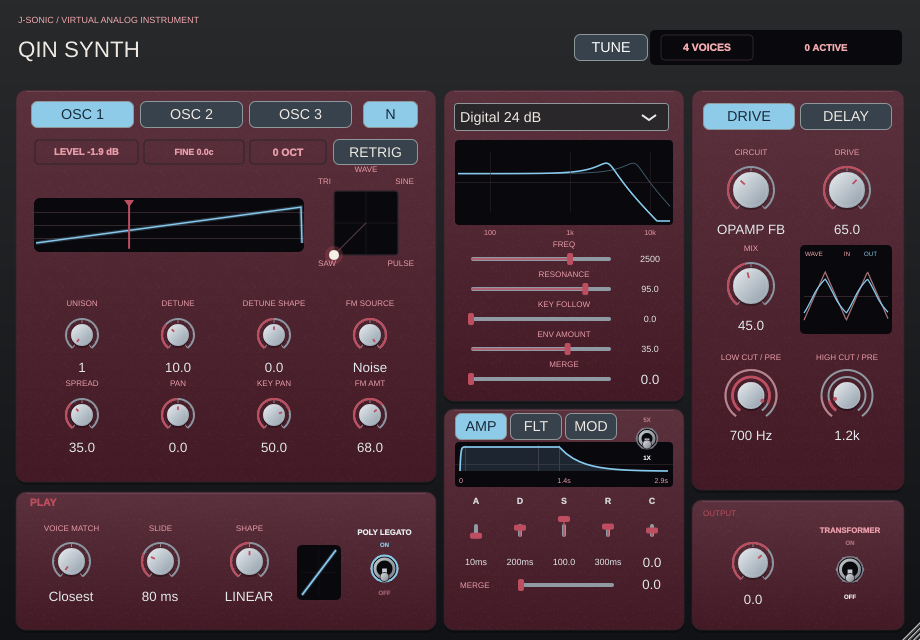 J-SONIC / VIRTUAL ANALOG INSTRUMENT
QIN SYNTH
TUNE
4 VOICES
0 ACTIVE
OSC 1
OSC 2
OSC 3
N
LEVEL -1.9 dB
FINE 0.0c
0 OCT
RETRIG
WAVE
TRI
SINE
SAW
PULSE
UNISON
DETUNE
DETUNE SHAPE
FM SOURCE
1
10.0
0.0
Noise
SPREAD
PAN
KEY PAN
FM AMT
35.0
0.0
50.0
68.0
PLAY
VOICE MATCH
SLIDE
SHAPE
POLY LEGATO
ON
OFF
Closest
80 ms
LINEAR
Digital 24 dB
100
1k
10k
FREQ
2500
RESONANCE
95.0
KEY FOLLOW
0.0
ENV AMOUNT
35.0
MERGE
0.0
AMP
FLT
MOD
5X
1X
0
1.4s
2.9s
A
D
S
R
C
10ms
200ms
100.0
300ms
0.0
MERGE
0.0
DRIVE
DELAY
CIRCUIT
DRIVE
OPAMP FB
65.0
MIX
WAVE
IN
OUT
45.0
LOW CUT / PRE
HIGH CUT / PRE
700 Hz
1.2k
OUTPUT
TRANSFORMER
ON
OFF
0.0